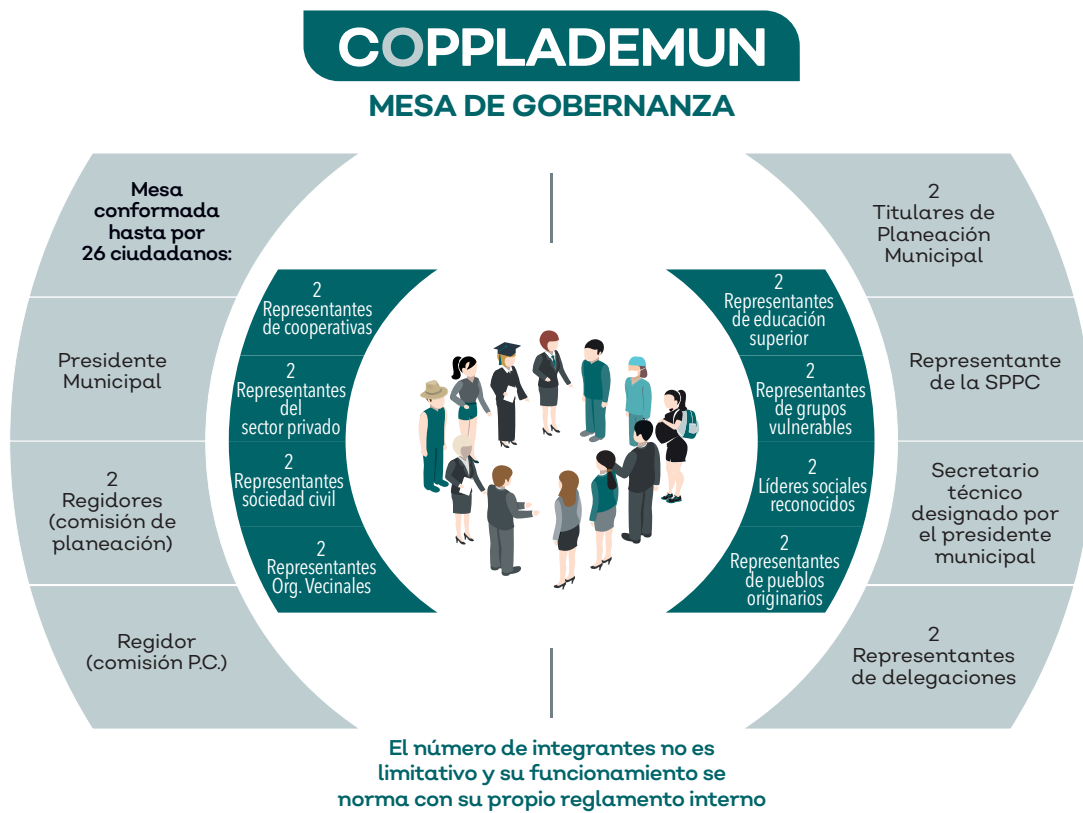 COPPLADEMUN
MESA DE GOBERNANZA
Mesa
conformada
hasta por
26 ciudadanos:
Presidente
Municipal
2
Regidores
(comisión de
planeación)
Regidor
(comisión P.C.)
2
Representantes
de cooperativas
2
Representantes
del
sector privado
2
Representantes
sociedad civil
2
Representantes
Org. Vecinales
2
Representantes
de educación
superior
2
Representantes
de grupos
vulnerables
2
Líderes sociales
reconocidos
2
Representantes
de pueblos
originarios
2
Titulares de
Planeación
Municipal
Representante
de la SPPC
Secretario
técnico
designado por
el presidente
municipal
2
Representantes
de delegaciones
El número de integrantes no es
limitativo y su funcionamiento se
norma con su propio reglamento interno